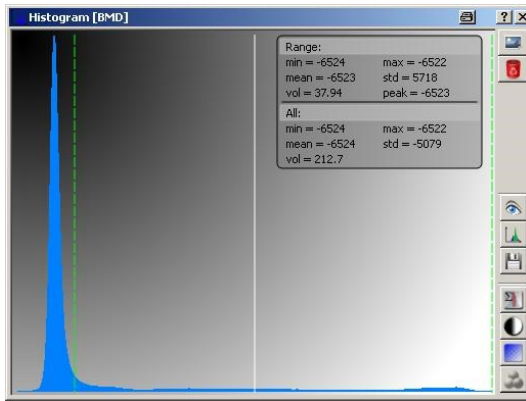 Histogram [BMD]
Range:
min = -6524 max = -6522
mean = -6523 std = 5718
vol = 37.94 peak = -6523
All:
min = -6524 max = -6522
mean = -6524 std = -5079
vol = 212.7